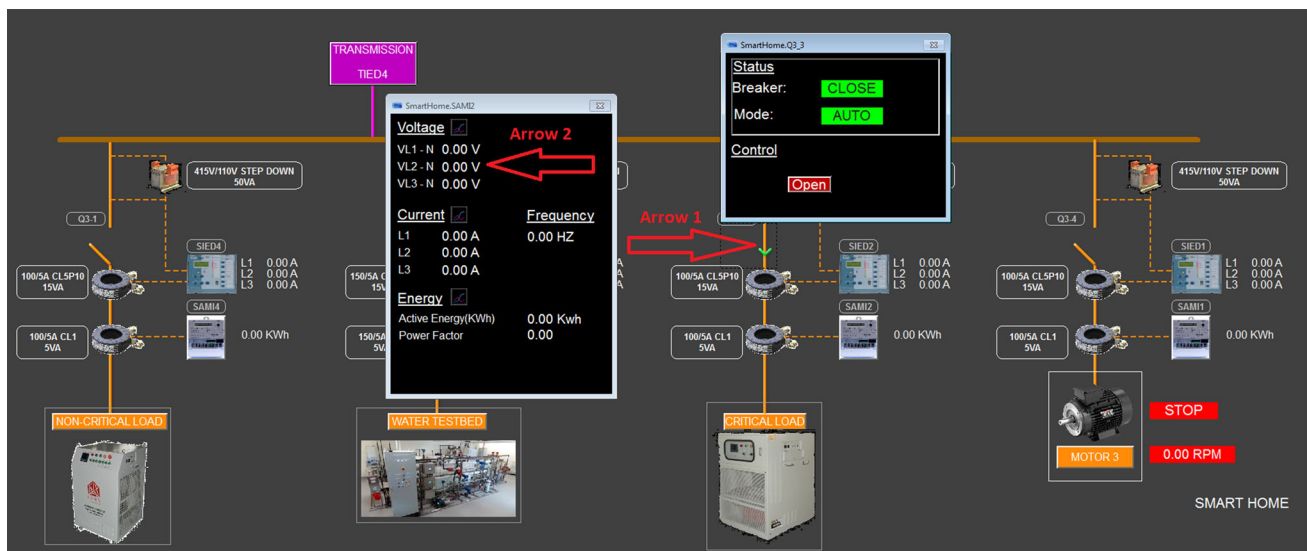 TRANSMISSION
TIED4
SmartHome.Q3_3
Status
Breaker: CLOSE
Mode: AUTO
Control
Open
SmartHome.SAMI2
Voltage
VL1 - N 0.00 V
VL2 - N 0.00 V
VL3 - N 0.00 V
Current
L1 0.00 A
L2 0.00 A
L3 0.00 A
Frequency
0.00 HZ
Energy
Active Energy(KWh) 0.00 Kwh
Power Factor 0.00
Arrow 2
Arrow 1
415V/110V STEP DOWN
50VA
Q3-1
SIED4
L1 0.00 A
L2 0.00 A
L3 0.00 A
100/5A CL5P10
15VA
SAMI4
0.00 KWh
100/5A CL1
5VA
NON-CRITICAL LOAD
WATER TESTBED
SIED2
L1 0.00 A
L2 0.00 A
L3 0.00 A
100/5A CL5P10
15VA
SAMI2
0.00 KWh
100/5A CL1
5VA
CRITICAL LOAD
415V/110V STEP DOWN
50VA
Q3-4
SIED1
L1 0.00 A
L2 0.00 A
L3 0.00 A
100/5A CL5P10
15VA
SAMI1
0.00 KWh
100/5A CL1
5VA
STOP
MOTOR 3
0.00 RPM
SMART HOME